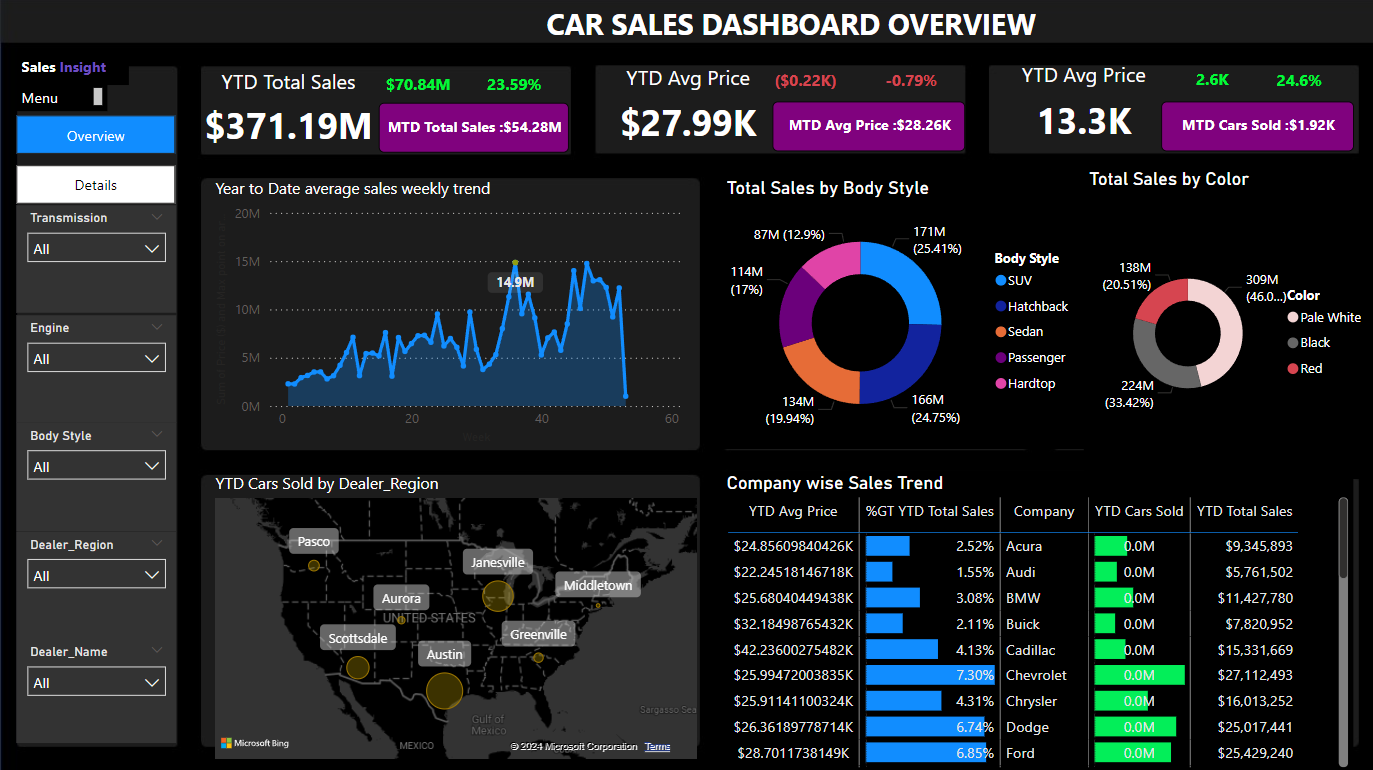 CAR SALES DASHBOARD OVERVIEW
Sales Insight
Menu
Overview
Details
Transmission
All
Engine
All
Body Style
All
Dealer_Region
All
Dealer_Name
All
YTD Total Sales $70.84M 23.59%
$371.19M MTD Total Sales :$54.28M
YTD Avg Price ($0.22K) -0.79%
$27.99K MTD Avg Price :$28.26K
YTD Avg Price 2.6K 24.6%
13.3K MTD Cars Sold :$1.92K
Year to Date average sales weekly trend
20M
15M
10M
5M
0M
14.9M
0 20 40 60
Week
Total Sales by Body Style
87M (12.9%)
171M
(25.41%)
114M
(17%)
134M
(19.94%)
166M
(24.75%)
Body Style
SUV
Hatchback
Sedan
Passenger
Hardtop
Total Sales by Color
138M
(20.51%)
309M
(46.0...)
224M
(33.42%)
Color
Pale White
Black
Red
YTD Cars Sold by Dealer_Region
Pasco
Janesville
Middletown
Aurora
UNITED STATES
Scottsdale
Greenville
Austin
Sargasso Sea
Gulf of
Mexico
MEXICO
Microsoft Bing
© 2024 Microsoft Corporation Terms
Company wise Sales Trend
YTD Avg Price %GT YTD Total Sales Company YTD Cars Sold YTD Total Sales
$24.85609840426K 2.52% Acura 0.0M $9,345,893
$22.24518146718K 1.55% Audi 0.0M $5,761,502
$25.68040449438K 3.08% BMW 0.0M $11,427,780
$32.18498765432K 2.11% Buick 0.0M $7,820,952
$42.23600275482K 4.13% Cadillac 0.0M $15,331,669
$25.99472003835K 7.30% Chevrolet 0.0M $27,112,493
$25.91141100324K 4.31% Chrysler 0.0M $16,013,252
$26.36189778714K 6.74% Dodge 0.0M $25,017,441
$28.7011738149K 6.85% Ford 0.0M $25,429,240